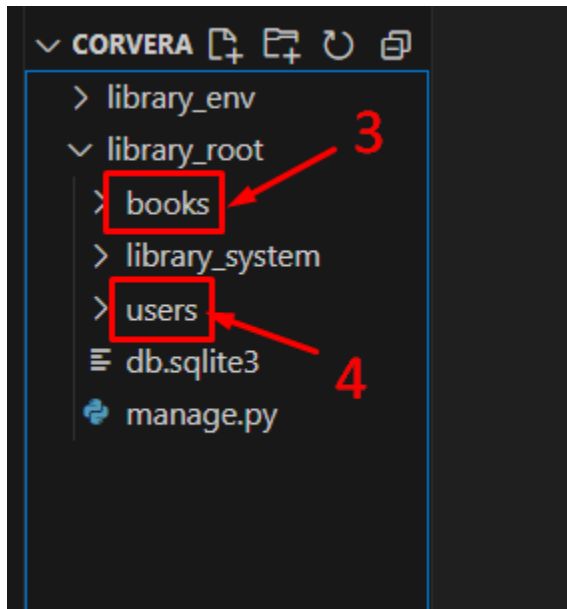 CORVERA
library_env
library_root
3
books
library_system
users
db.sqlite3
4
manage.py